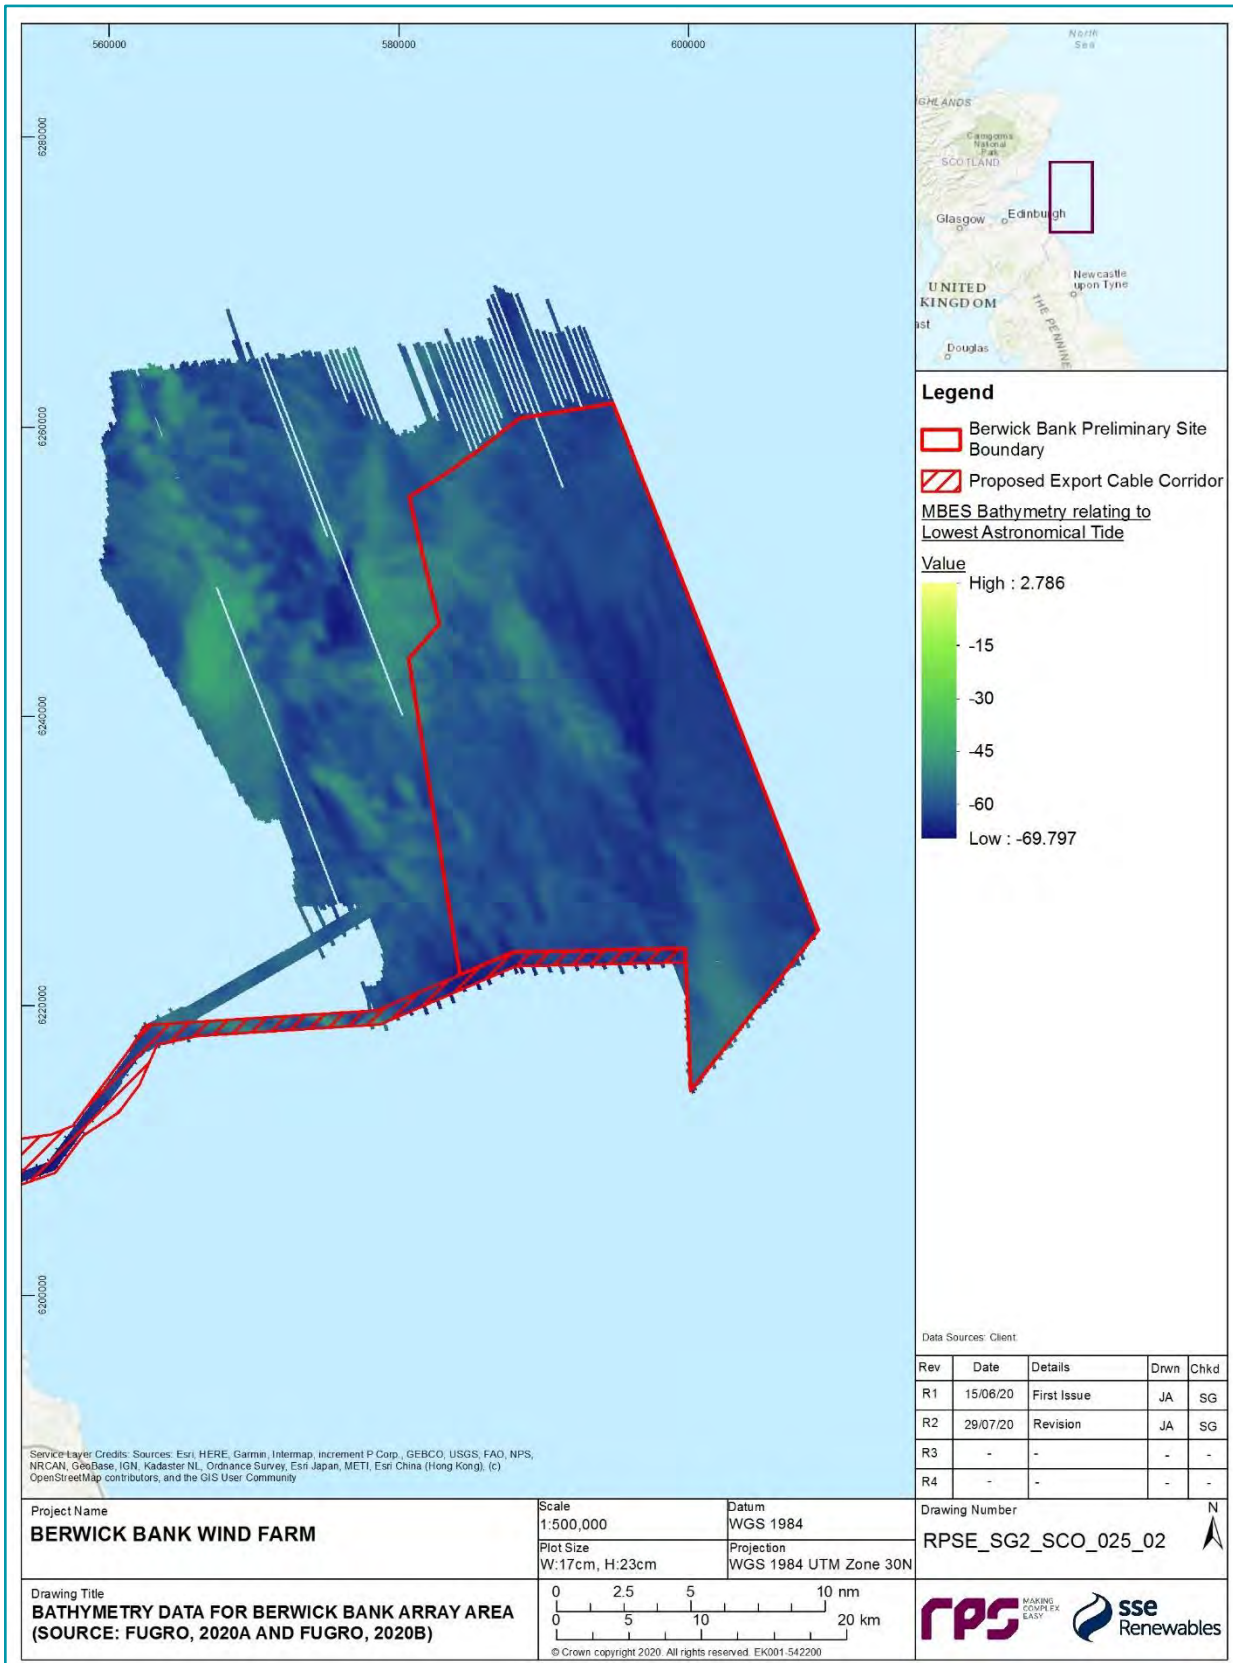 560000
580000
600000
6280000
6260000
6240000
6220000
6200000
North
Sea
GHLANDS
Cairngorms
National
Park
SCOTLAND
Glasgow
Edinburgh
Newcastle
upon Tyne
UNITED
KINGDOM
THE PENNINE
ast
Douglas
Legend
Berwick Bank Preliminary Site
Boundary
Proposed Export Cable Corridor
MBES Bathymetry relating to
Lowest Astronomical Tide
Value
High : 2.786
-15
-30
-45
-60
Low : -69.797
Data Sources: Client
Rev Date Details Drwn Chkd
R1 15/06/20 First Issue JA SG
R2 29/07/20 Revision JA SG
R3 - - - -
R4 - - - -
Service Layer Credits: Sources: Esri, HERE, Garmin, Intermap, increment P Corp., GEBCO, USGS, FAO, NPS,
NRCAN, GeoBase, IGN, Kadaster NL, Ordnance Survey, Esri Japan, METI, Esri China (Hong Kong), (c)
OpenStreetMap contributors, and the GIS User Community
Project Name
BERWICK BANK WIND FARM
Scale
1:500,000
Datum
WGS 1984
Plot Size
W:17cm, H:23cm
Projection
WGS 1984 UTM Zone 30N
Drawing Number
N
RPSE_SG2_SCO_025_02
Drawing Title
BATHYMETRY DATA FOR BERWICK BANK ARRAY AREA
(SOURCE: FUGRO, 2020A AND FUGRO, 2020B)
0 2.5 5 10 nm
0 5 10 20 km
© Crown copyright 2020. All rights reserved. EK001-542200
rps
MAKING
COMPLEX
EASY
sse
Renewables